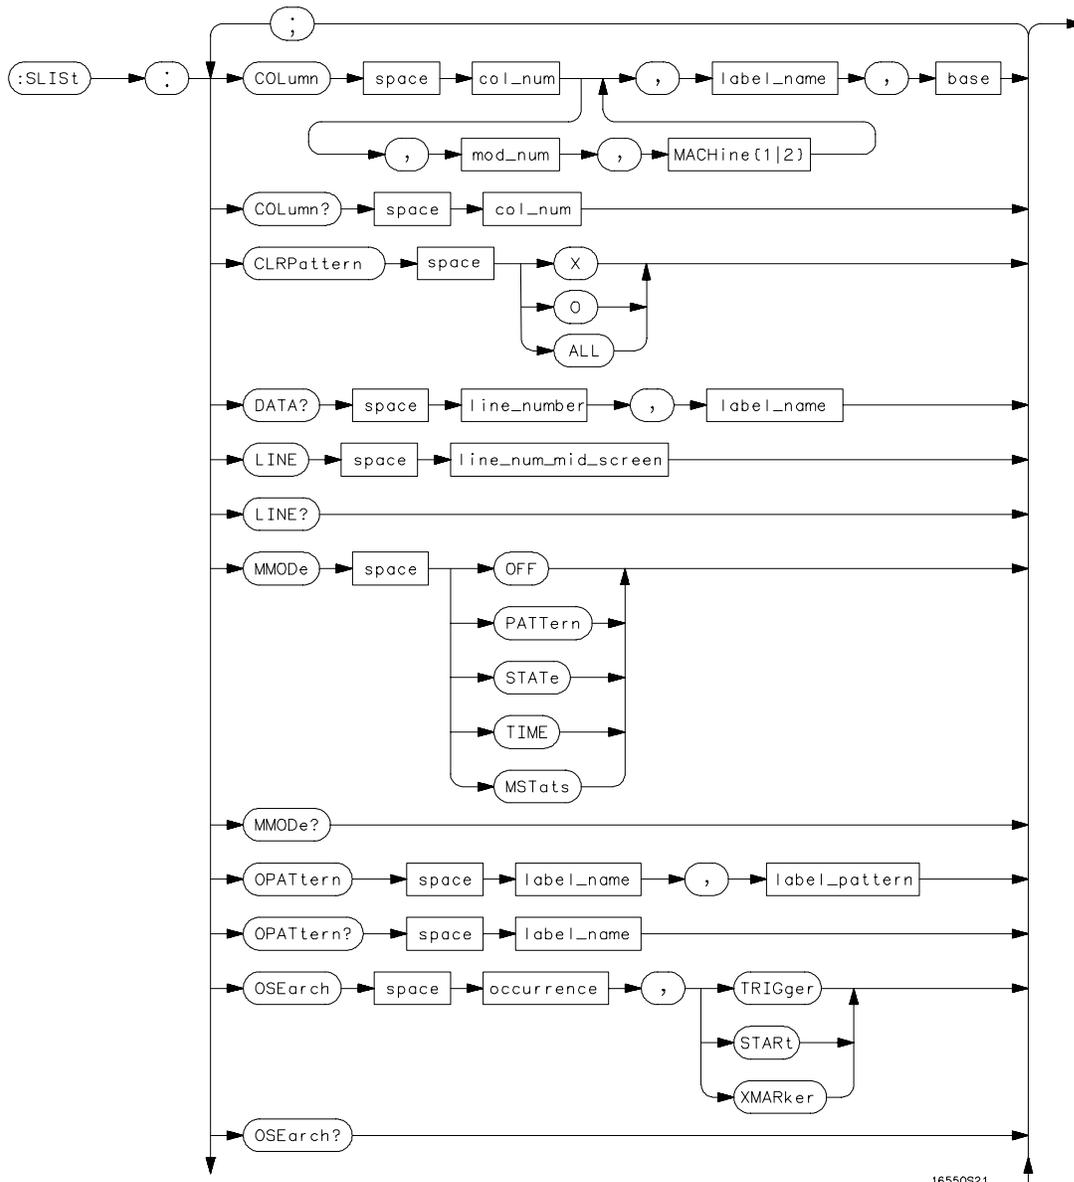 ;
:SLISt : COLumn space col_num , label_name , base
, mod_num , MACHine{1|2}
COLumn? space col_num
CLRPattern space X
O
ALL
DATA? space line_number , label_name
LINE space line_num_mid_screen
LINE?
MMODe space OFF
PATTern
STATe
TIME
MSTats
MMODe?
OPATtern space label_name , label_pattern
OPATtern? space label_name
OSEarch space occurrence , TRIGger
STARt
XMARker
OSEarch?
16550S21